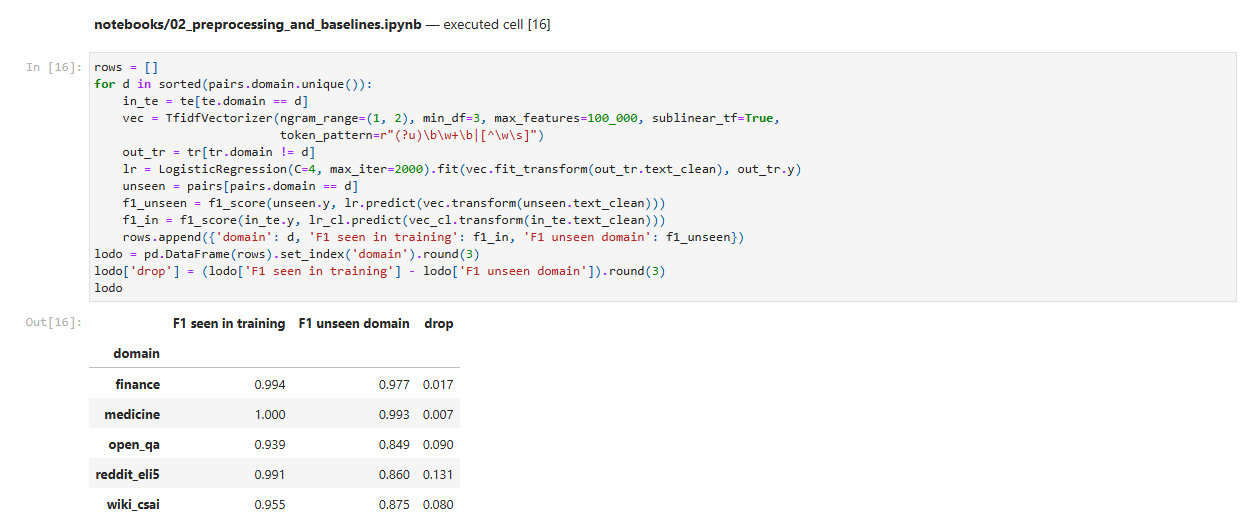 notebooks/02_preprocessing_and_baselines.ipynb — executed cell [16]
In [16]:
rows = []
for d in sorted(pairs.domain.unique()):
    in_te = te[te.domain == d]
    vec = TfidfVectorizer(ngram_range=(1, 2), min_df=3, max_features=100_000, sublinear_tf=True,
                          token_pattern=r"(?u)\b\w+\b|[^\w\s]")
    out_tr = tr[tr.domain != d]
    lr = LogisticRegression(C=4, max_iter=2000).fit(vec.fit_transform(out_tr.text_clean), out_tr.y)
    unseen = pairs[pairs.domain == d]
    f1_unseen = f1_score(unseen.y, lr.predict(vec.transform(unseen.text_clean)))
    f1_in = f1_score(in_te.y, lr_cl.predict(vec_cl.transform(in_te.text_clean)))
    rows.append({'domain': d, 'F1 seen in training': f1_in, 'F1 unseen domain': f1_unseen})
lodo = pd.DataFrame(rows).set_index('domain').round(3)
lodo['drop'] = (lodo['F1 seen in training'] - lodo['F1 unseen domain']).round(3)
lodo
Out[16]:
F1 seen in training F1 unseen domain drop
domain
finance 0.994 0.977 0.017
medicine 1.000 0.993 0.007
open_qa 0.939 0.849 0.090
reddit_eli5 0.991 0.860 0.131
wiki_csai 0.955 0.875 0.080